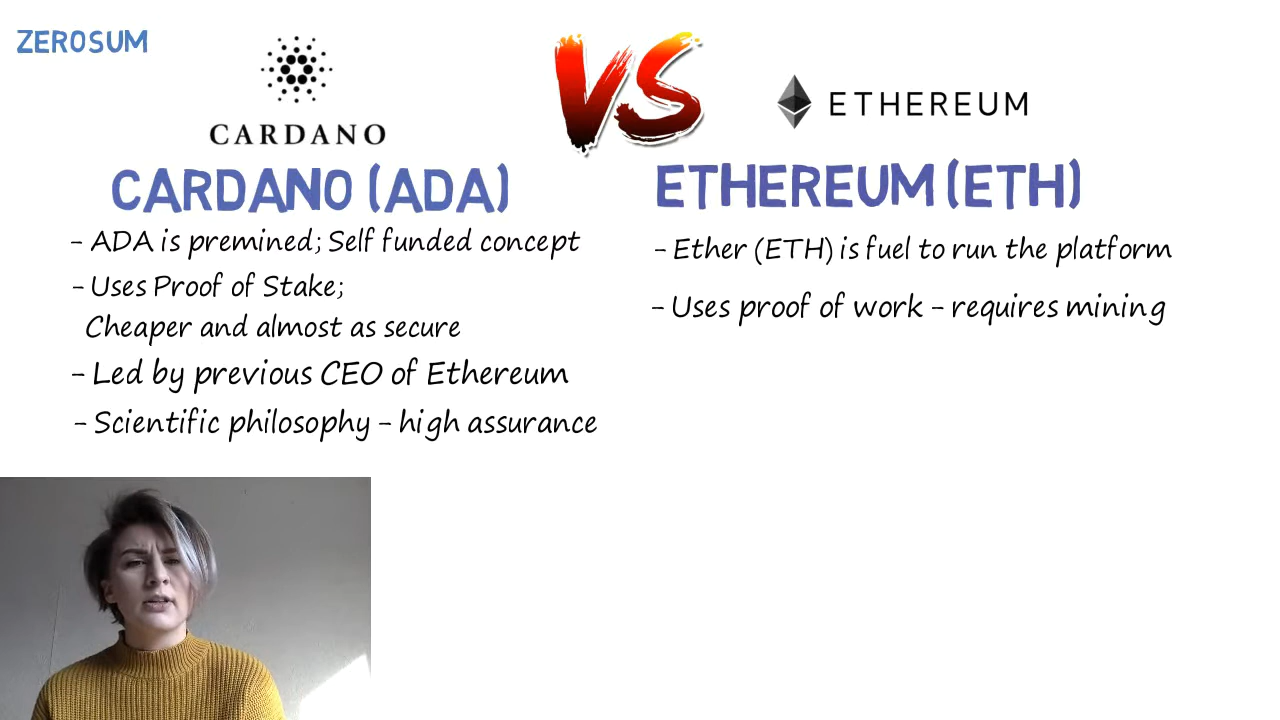 ZEROSUM
CARDANO
VS
ETHEREUM
CARDANO (ADA)
- ADA is premined; Self funded concept
- Uses Proof of Stake;
Cheaper and almost as secure
- Led by previous CEO of Ethereum
- Scientific philosophy - high assurance
ETHEREUM (ETH)
- Ether (ETH) is fuel to run the platform
- Uses proof of work - requires mining